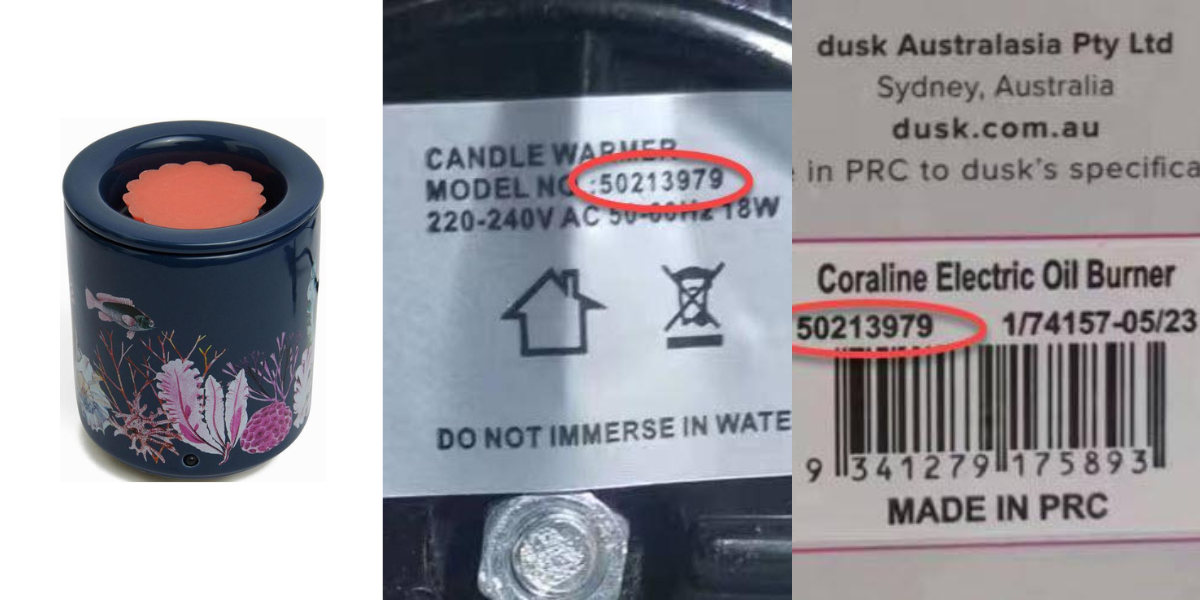 CANDLE WARMER
MODEL NO.:50213979
220-240V AC 50-60Hz 18W
DO NOT IMMERSE IN WATE
dusk Australasia Pty Ltd
Sydney, Australia
dusk.com.au
in PRC to dusk's specifica
Coraline Electric Oil Burner
50213979 1/74157-05/23
9 341279 175893
MADE IN PRC